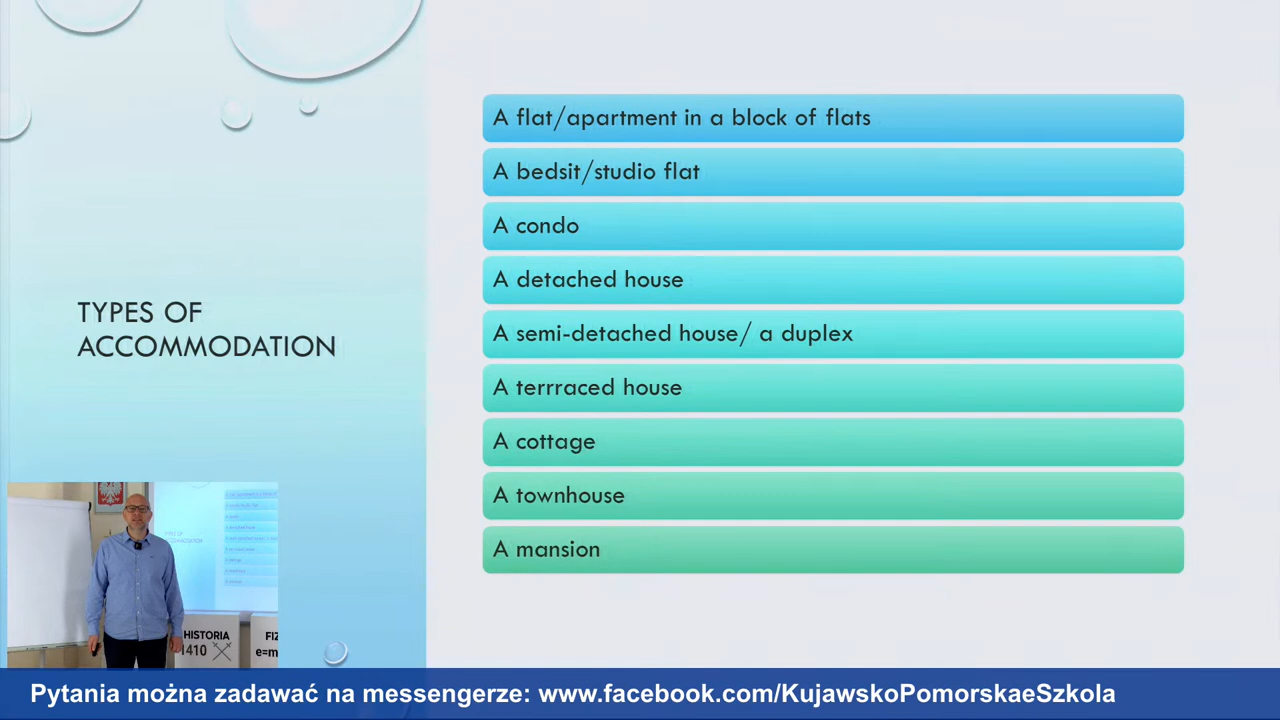 TYPES OF
ACCOMMODATION
A flat/apartment in a block of flats
A bedsit/studio flat
A condo
A detached house
A semi-detached house/ a duplex
A terrraced house
A cottage
A townhouse
A mansion
HISTORIA
1410
FIZ
e=m
Pytania można zadawać na messengerze: www.facebook.com/KujawskoPomorskaeSzkola